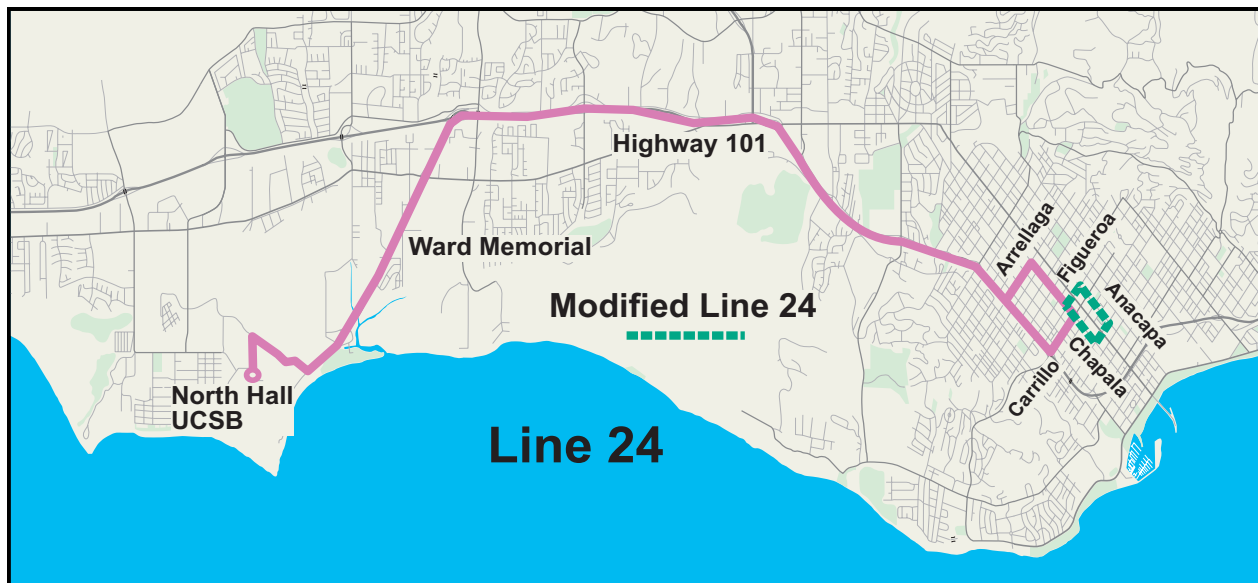 Highway 101
Arrellaga
Figueroa
Ward Memorial
Modified Line 24
Anacapa
Chapala
Carrillo
North Hall
UCSB
Line 24